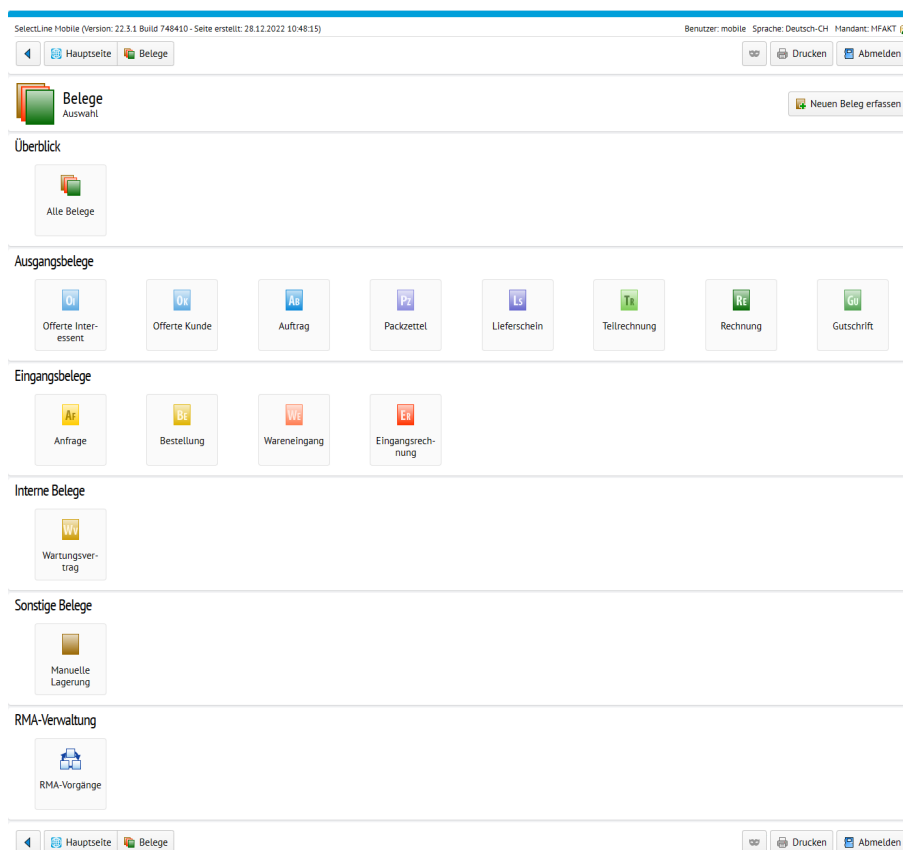 SelectLine Mobile (Version: 22.3.1 Build 748410 - Seite erstellt: 28.12.2022 10:48:15) Benutzer: mobile Sprache: Deutsch-CH Mandant: MFAKT
Hauptseite Belege Drucken Abmelden
Belege
Auswahl
Neuen Beleg erfassen
Überblick
Alle Belege
Ausgangsbelege
OI OK AB PZ LS TR RE GU
Offerte Inter-
essent
Offerte Kunde
Auftrag
Packzettel
Lieferschein
Teilrechnung
Rechnung
Gutschrift
Eingangsbelege
AF BE WE ER
Anfrage
Bestellung
Wareneingang
Eingangsrech-
nung
Interne Belege
WV
Wartungsver-
trag
Sonstige Belege
Manuelle
Lagerung
RMA-Verwaltung
RMA-Vorgänge
Hauptseite Belege Drucken Abmelden